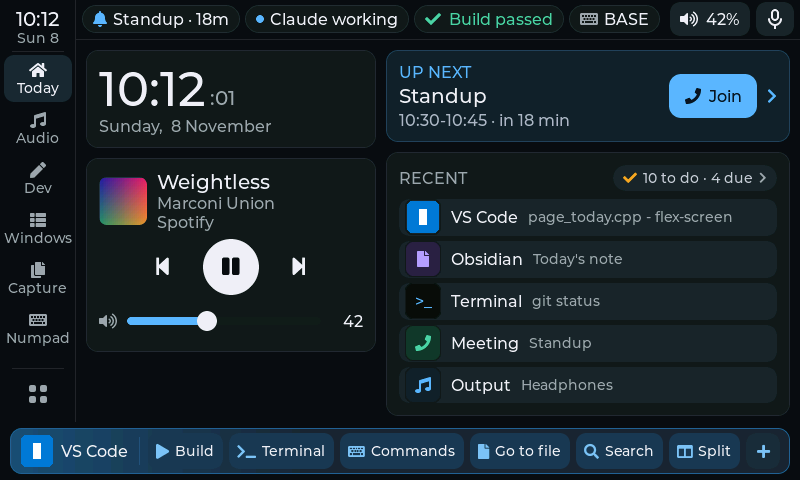 10:12
Sun 8
Standup · 18m
Claude working
Build passed
BASE
42%
Today
Audio
Dev
Windows
Capture
Numpad
10:12 :01
Sunday, 8 November
Weightless
Marconi Union
Spotify
42
UP NEXT
Standup
10:30-10:45 · in 18 min
Join
RECENT
10 to do · 4 due
VS Code page_today.cpp - flex-screen
Obsidian Today's note
>_ Terminal git status
Meeting Standup
Output Headphones
VS Code
Build
Terminal
Commands
Go to file
Search
Split